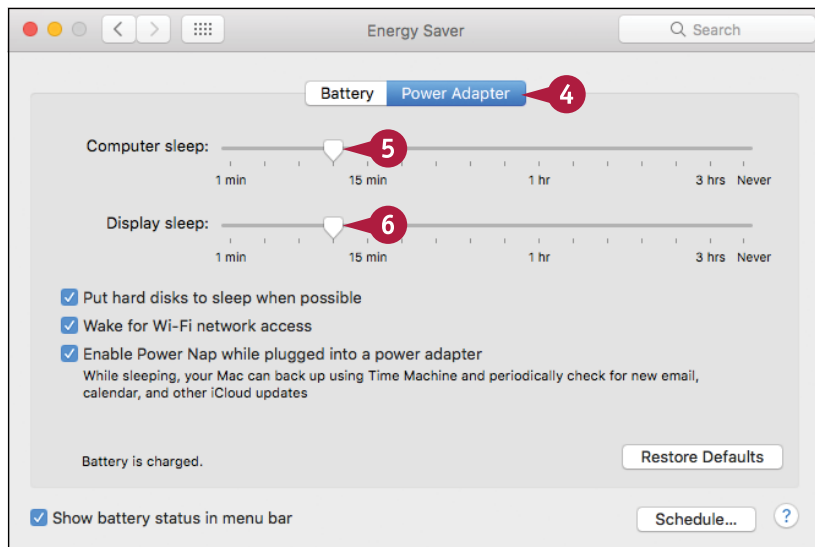 Energy Saver
Search
Battery Power Adapter 4
Computer sleep: 5
1 min 15 min 1 hr 3 hrs Never
Display sleep: 6
1 min 15 min 1 hr 3 hrs Never
Put hard disks to sleep when possible
Wake for Wi-Fi network access
Enable Power Nap while plugged into a power adapter
While sleeping, your Mac can back up using Time Machine and periodically check for new email,
calendar, and other iCloud updates
Battery is charged.
Restore Defaults
Show battery status in menu bar
Schedule... ?